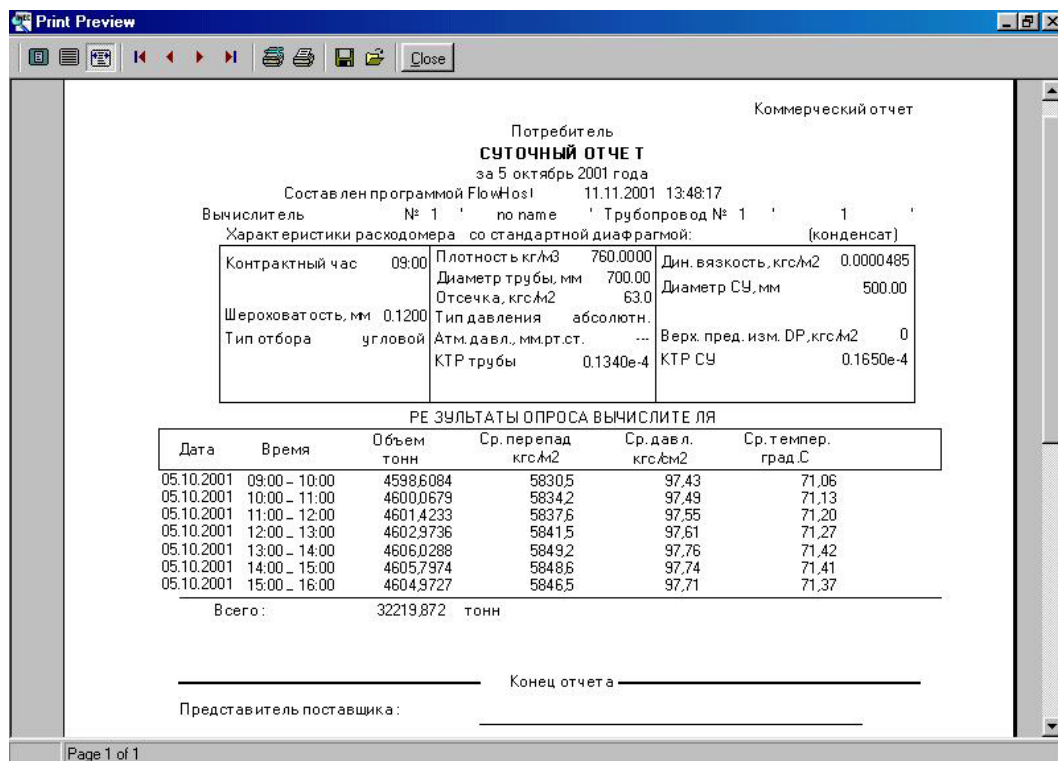 Print Preview
Close
Коммерческий отчет
Потребитель
СУТОЧНЫЙ ОТЧЕТ
за 5 октябрь 2001 года
Составлен программой FlowHost 11.11.2001 13:48:17
Вычислитель № 1 ' no name ' Трубопровод № 1 ' 1 '
Характеристики расходомера со стандартной диафрагмой: (конденсат)
Контрактный час 09:00 Плотность кг/м3 760.0000 Дин. вязкость, кгс/м2 0.0000485
Диаметр трубы, мм 700.00 Диаметр СУ, мм 500.00
Отсечка, кгс/м2 63.0
Шероховатость, мм 0.1200 Тип давления абсолютн.
Тип отбора угловой Атм. давл., мм.рт.ст. --- Верх. пред. изм. DP, кгс/м2 0
КТР трубы 0.1340e-4 КТР СУ 0.1650e-4
РЕЗУЛЬТАТЫ ОПРОСА ВЫЧИСЛИТЕЛЯ
Дата Время Объем тонн Ср. перепад кгс/м2 Ср. давл. кгс/см2 Ср. темпер. град.С
05.10.2001 09:00 – 10:00 4598,6084 5830,5 97,43 71,06
05.10.2001 10:00 – 11:00 4600,0679 5834,2 97,49 71,13
05.10.2001 11:00 – 12:00 4601,4233 5837,6 97,55 71,20
05.10.2001 12:00 – 13:00 4602,9736 5841,5 97,61 71,27
05.10.2001 13:00 – 14:00 4606,0288 5849,2 97,76 71,42
05.10.2001 14:00 – 15:00 4605,7974 5848,6 97,74 71,41
05.10.2001 15:00 – 16:00 4604,9727 5846,5 97,71 71,37
Всего: 32219,872 тонн
Конец отчета
Представитель поставщика:
Page 1 of 1